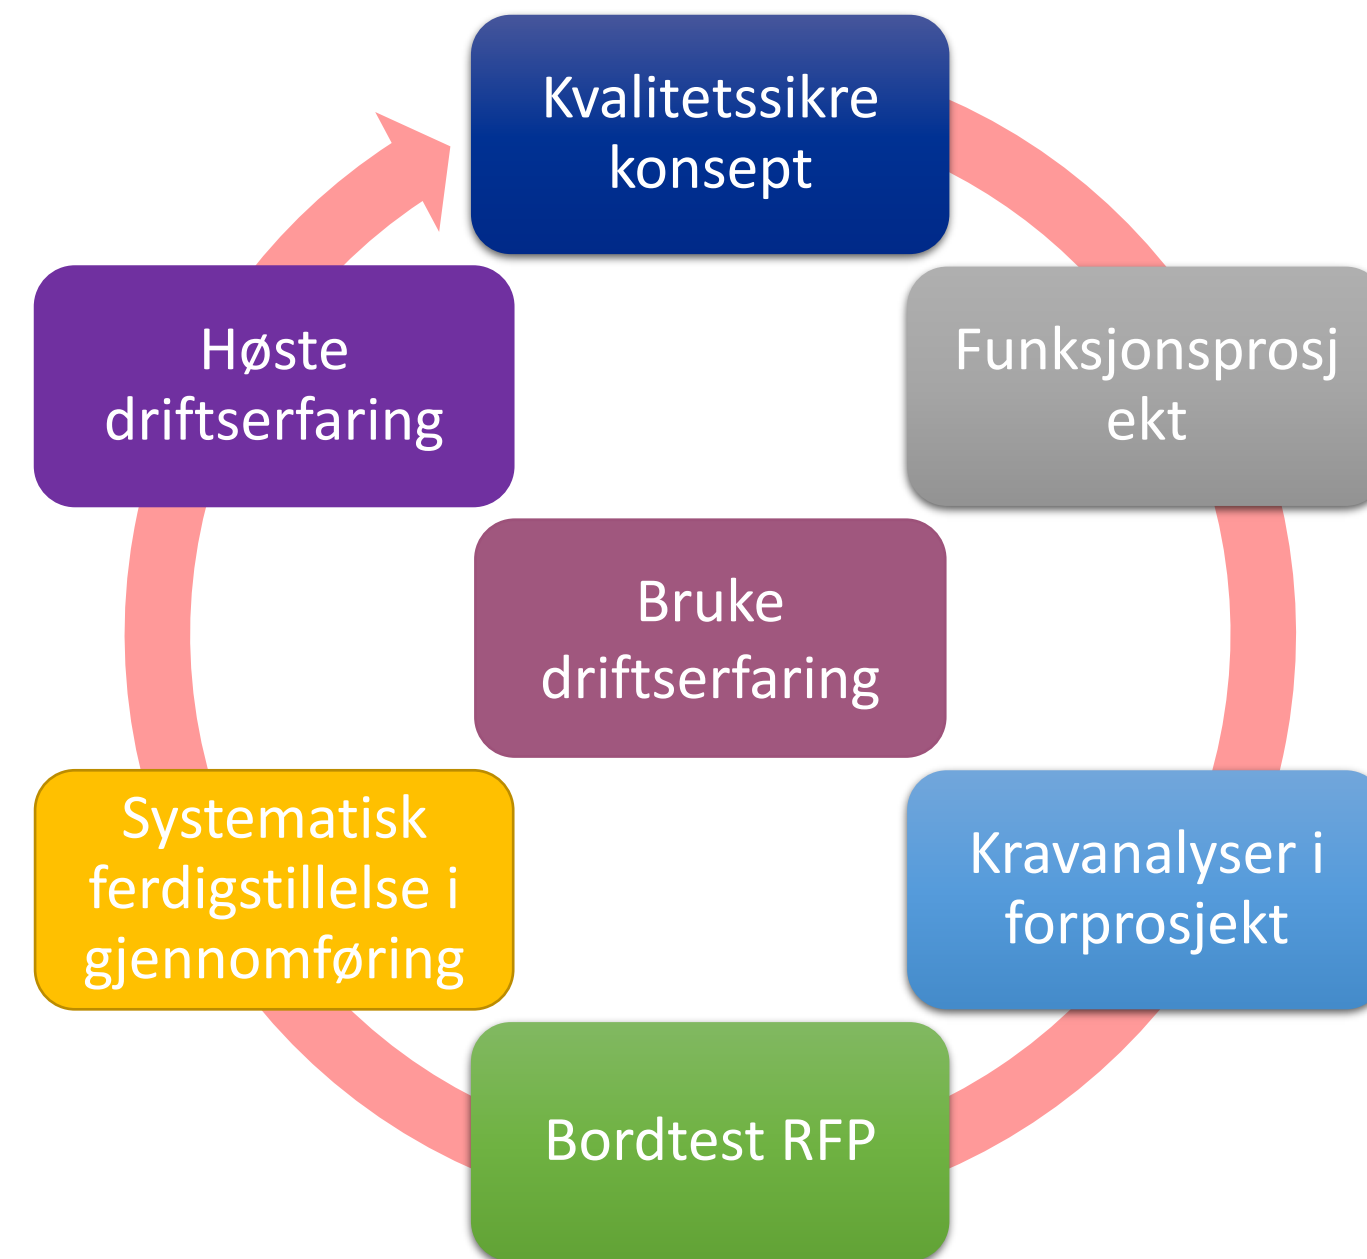 Kvalitetssikre
konsept
Funksjonsprosj
ekt
Kravanalyser i
forprosjekt
Bordtest RFP
Systematisk
ferdigstillelse i
gjennomføring
Høste
driftserfaring
Bruke
driftserfaring